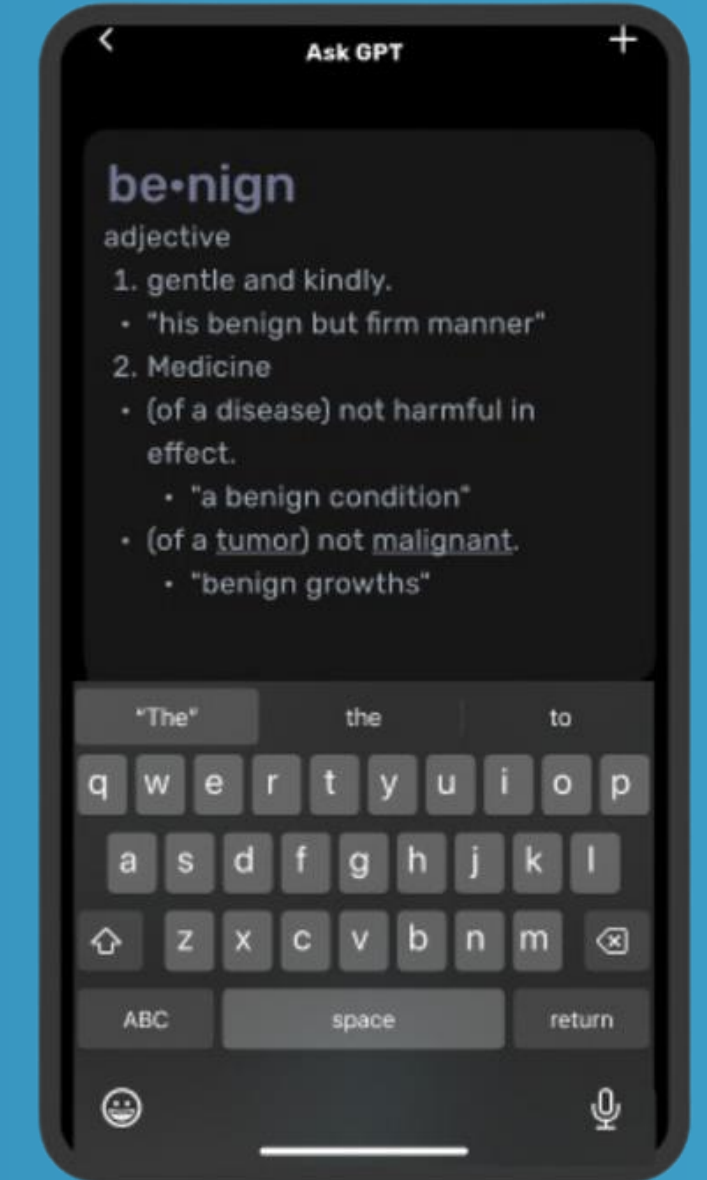 Ask GPT
be•nign
adjective
1. gentle and kindly.
• "his benign but firm manner"
2. Medicine
• (of a disease) not harmful in
effect.
• "a benign condition"
• (of a tumor) not malignant.
• "benign growths"
"The" the to
q w e r t y u i o p
a s d f g h j k l
z x c v b n m
ABC space return